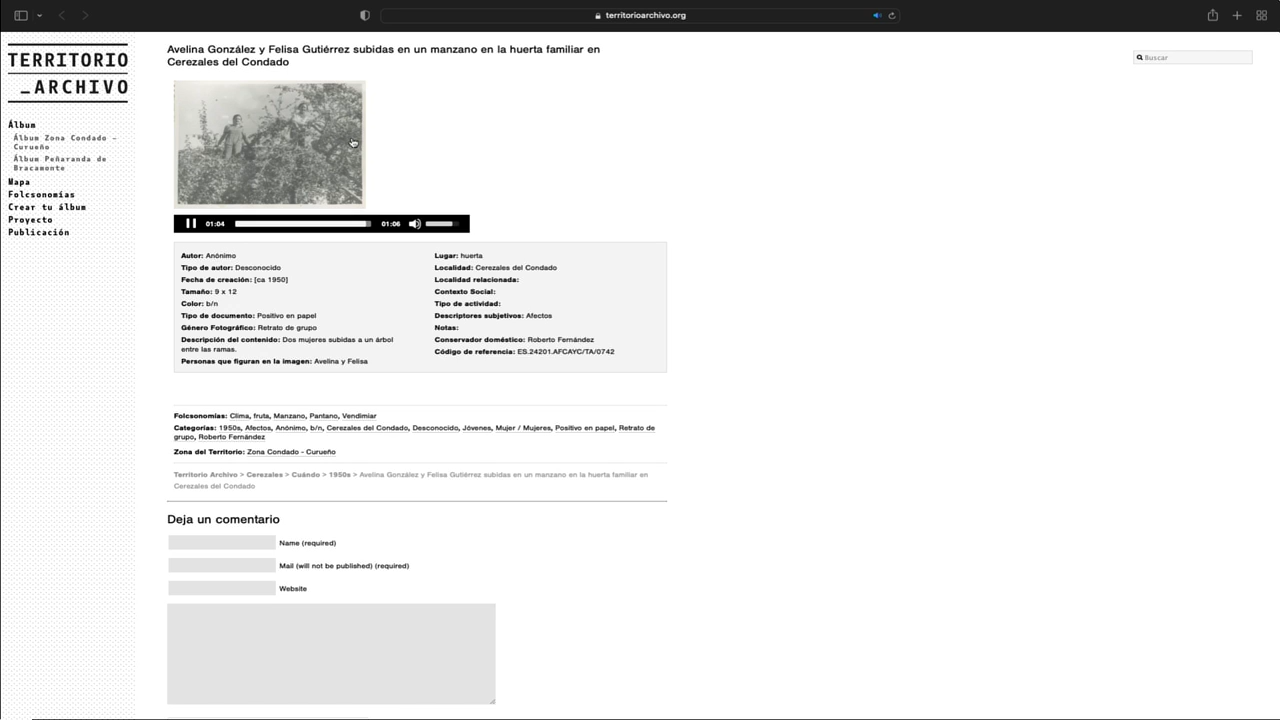 territorioarchivo.org
TERRITORIO
_ARCHIVO
Álbum
Álbum Zona Condado –
Curueño
Álbum Peñaranda de
Bracamonte
Mapa
Folcsonomías
Crear tu álbum
Proyecto
Publicación
Buscar
Avelina González y Felisa Gutiérrez subidas en un manzano en la huerta familiar en
Cerezales del Condado
01:04
01:06
Autor: Anónimo
Tipo de autor: Desconocido
Fecha de creación: [ca 1950]
Tamaño: 9 x 12
Color: b/n
Tipo de documento: Positivo en papel
Género Fotográfico: Retrato de grupo
Descripción del contenido: Dos mujeres subidas a un árbol
entre las ramas.
Personas que figuran en la imagen: Avelina y Felisa
Lugar: huerta
Localidad: Cerezales del Condado
Localidad relacionada:
Contexto Social:
Tipo de actividad:
Descriptores subjetivos: Afectos
Notas:
Conservador doméstico: Roberto Fernández
Código de referencia: ES.24201.AFCAYC/TA/0742
Folcsonomías: Clima, fruta, Manzano, Pantano, Vendimiar
Categorías: 1950s, Afectos, Anónimo, b/n, Cerezales del Condado, Desconocido, Jóvenes, Mujer / Mujeres, Positivo en papel, Retrato de
grupo, Roberto Fernández
Zona del Territorio: Zona Condado - Curueño
Territorio Archivo > Cerezales > Cuándo > 1950s > Avelina González y Felisa Gutiérrez subidas en un manzano en la huerta familiar en
Cerezales del Condado
Deja un comentario
Name (required)
Mail (will not be published) (required)
Website